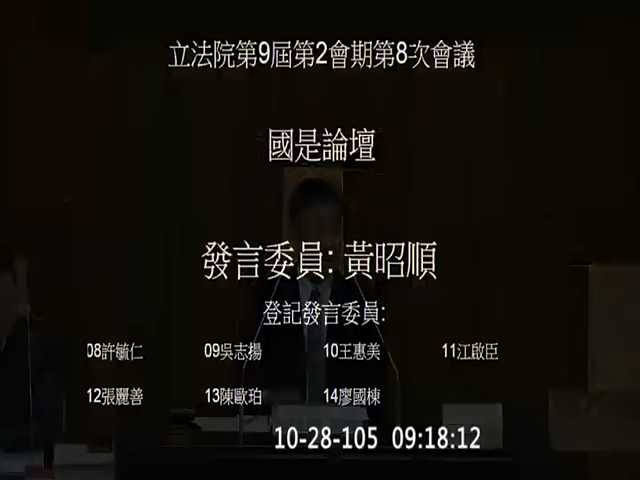 立法院第9屆第2會期第8次會議
國是論壇
發言委員: 黃昭順
登記發言委員:
08許毓仁 09吳志揚 10王惠美 11江啟臣
12張麗善 13陳歐珀 14廖國棟
10-28-105 09:18:12